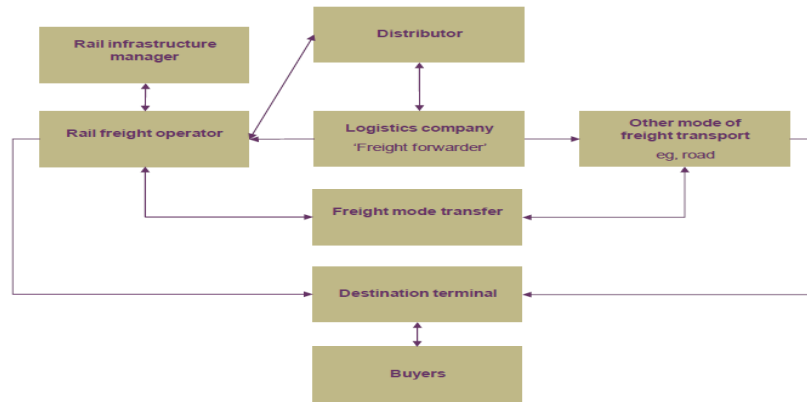 Rail infrastructure
manager
Distributor
Rail freight operator
Logistics company
'Freight forwarder'
Other mode of
freight transport
eg, road
Freight mode transfer
Destination terminal
Buyers